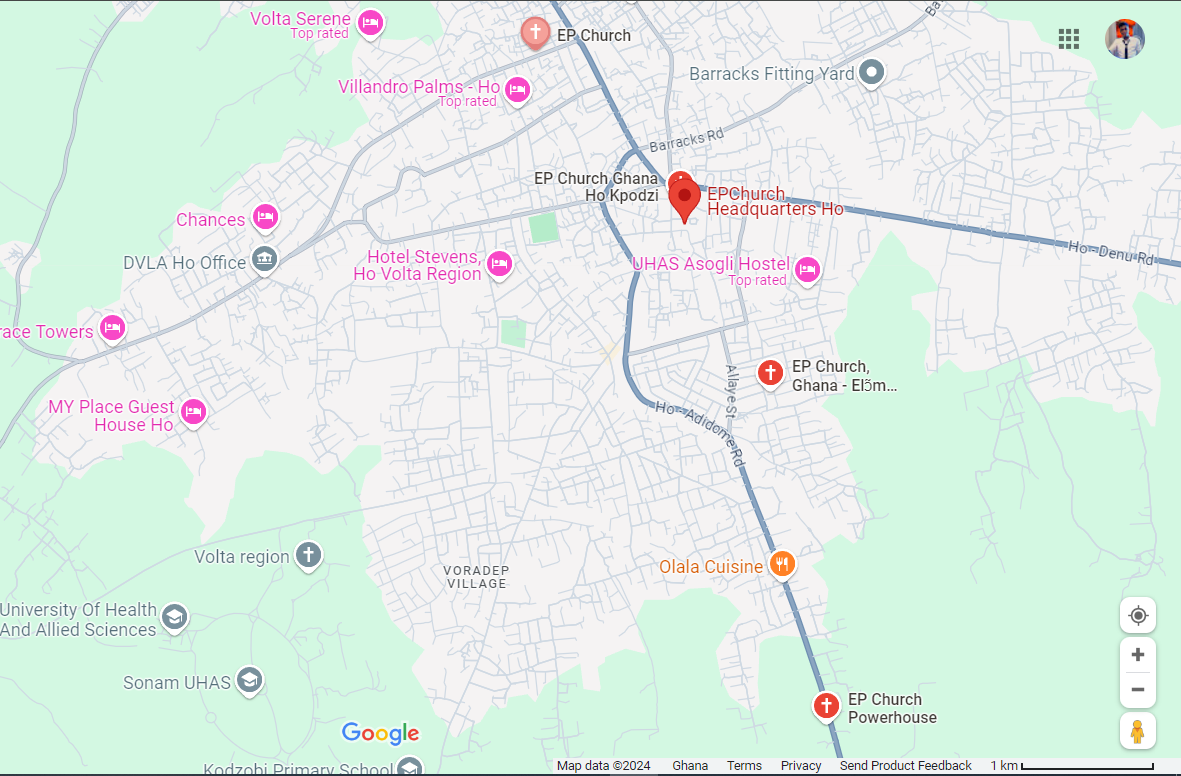 Volta Serene
Top rated
EP Church
Barracks Fitting Yard
Villandro Palms - Ho
Top rated
Barracks Rd
EP Church Ghana
Ho Kpodzi
EPChurch
Headquarters Ho
Chances
DVLA Ho Office
Hotel Stevens,
Ho Volta Region
UHAS Asogli Hostel
Top rated
Ho - Denu Rd
race Towers
EP Church,
Ghana - Elɔ̃m...
Allaye St
MY Place Guest
House Ho
Ho - Adidome Rd
Volta region
VORADEP
VILLAGE
Olala Cuisine
University Of Health
And Allied Sciences
Sonam UHAS
EP Church
Powerhouse
Google
Kodzobi Primary School
Map data ©2024 Ghana Terms Privacy Send Product Feedback 1 km